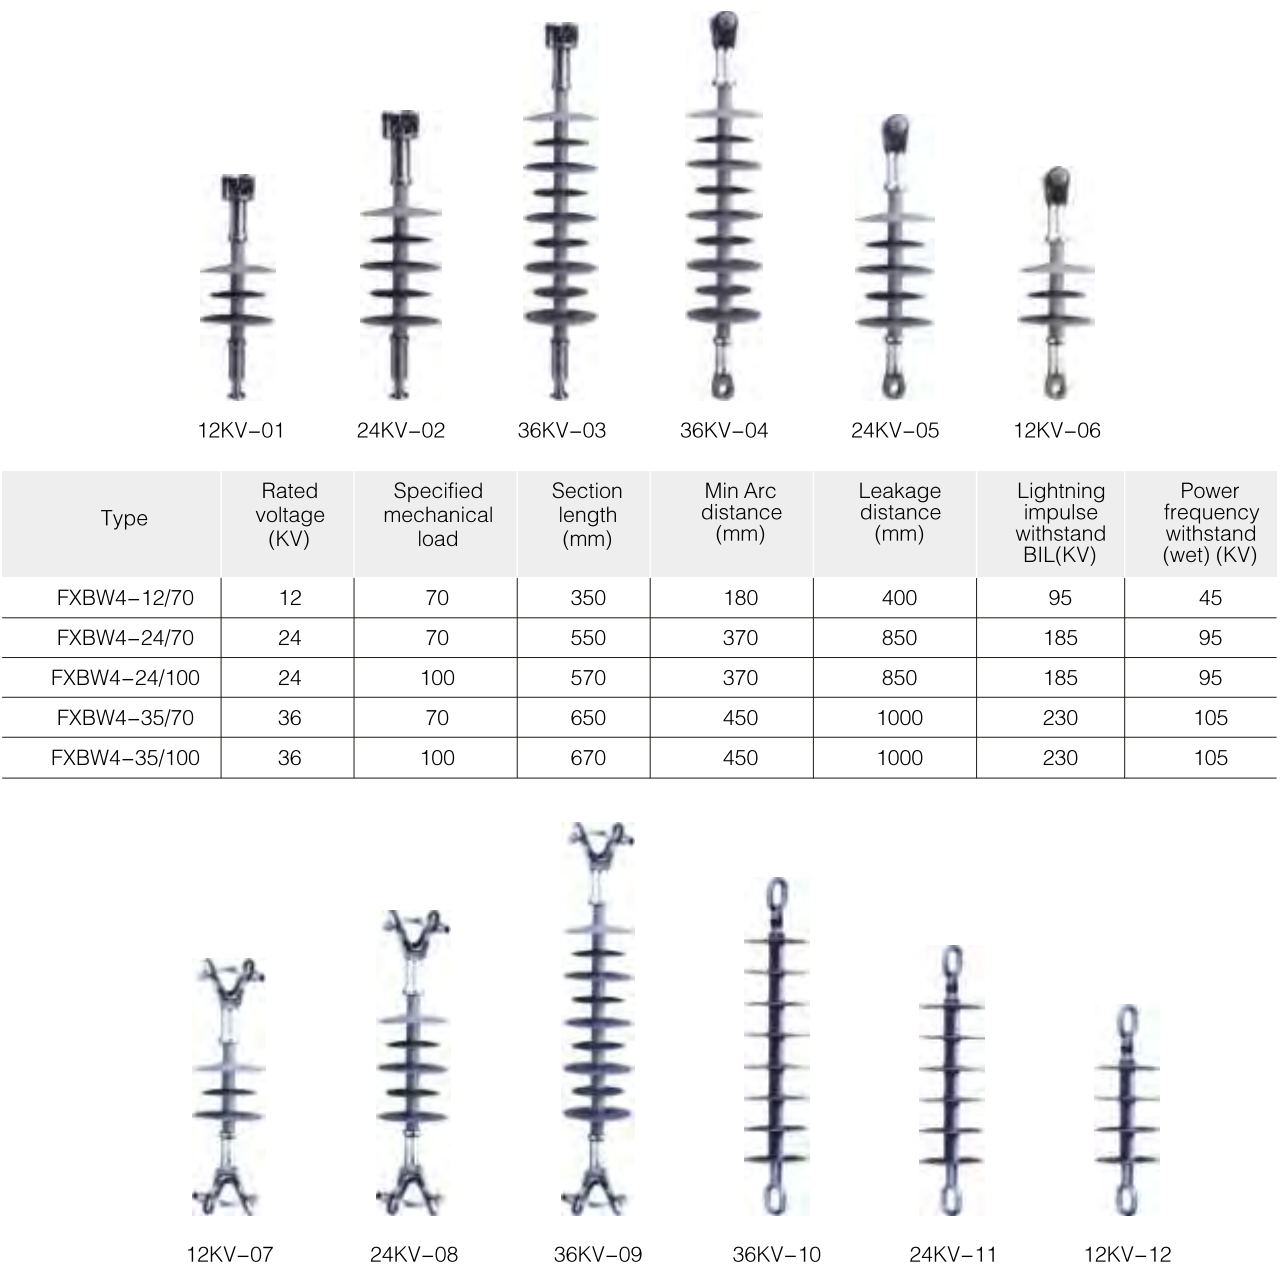 12KV–01 24KV–02 36KV–03 36KV–04 24KV–05 12KV–06
Type
Rated
voltage
(KV)
Specified
mechanical
load
Section
length
(mm)
Min Arc
distance
(mm)
Leakage
distance
(mm)
Lightning
impulse
withstand
BIL(KV)
Power
frequency
withstand
(wet) (KV)
FXBW4–12/70 12 70 350 180 400 95 45
FXBW4–24/70 24 70 550 370 850 185 95
FXBW4–24/100 24 100 570 370 850 185 95
FXBW4–35/70 36 70 650 450 1000 230 105
FXBW4–35/100 36 100 670 450 1000 230 105
12KV–07 24KV–08 36KV–09 36KV–10 24KV–11 12KV–12